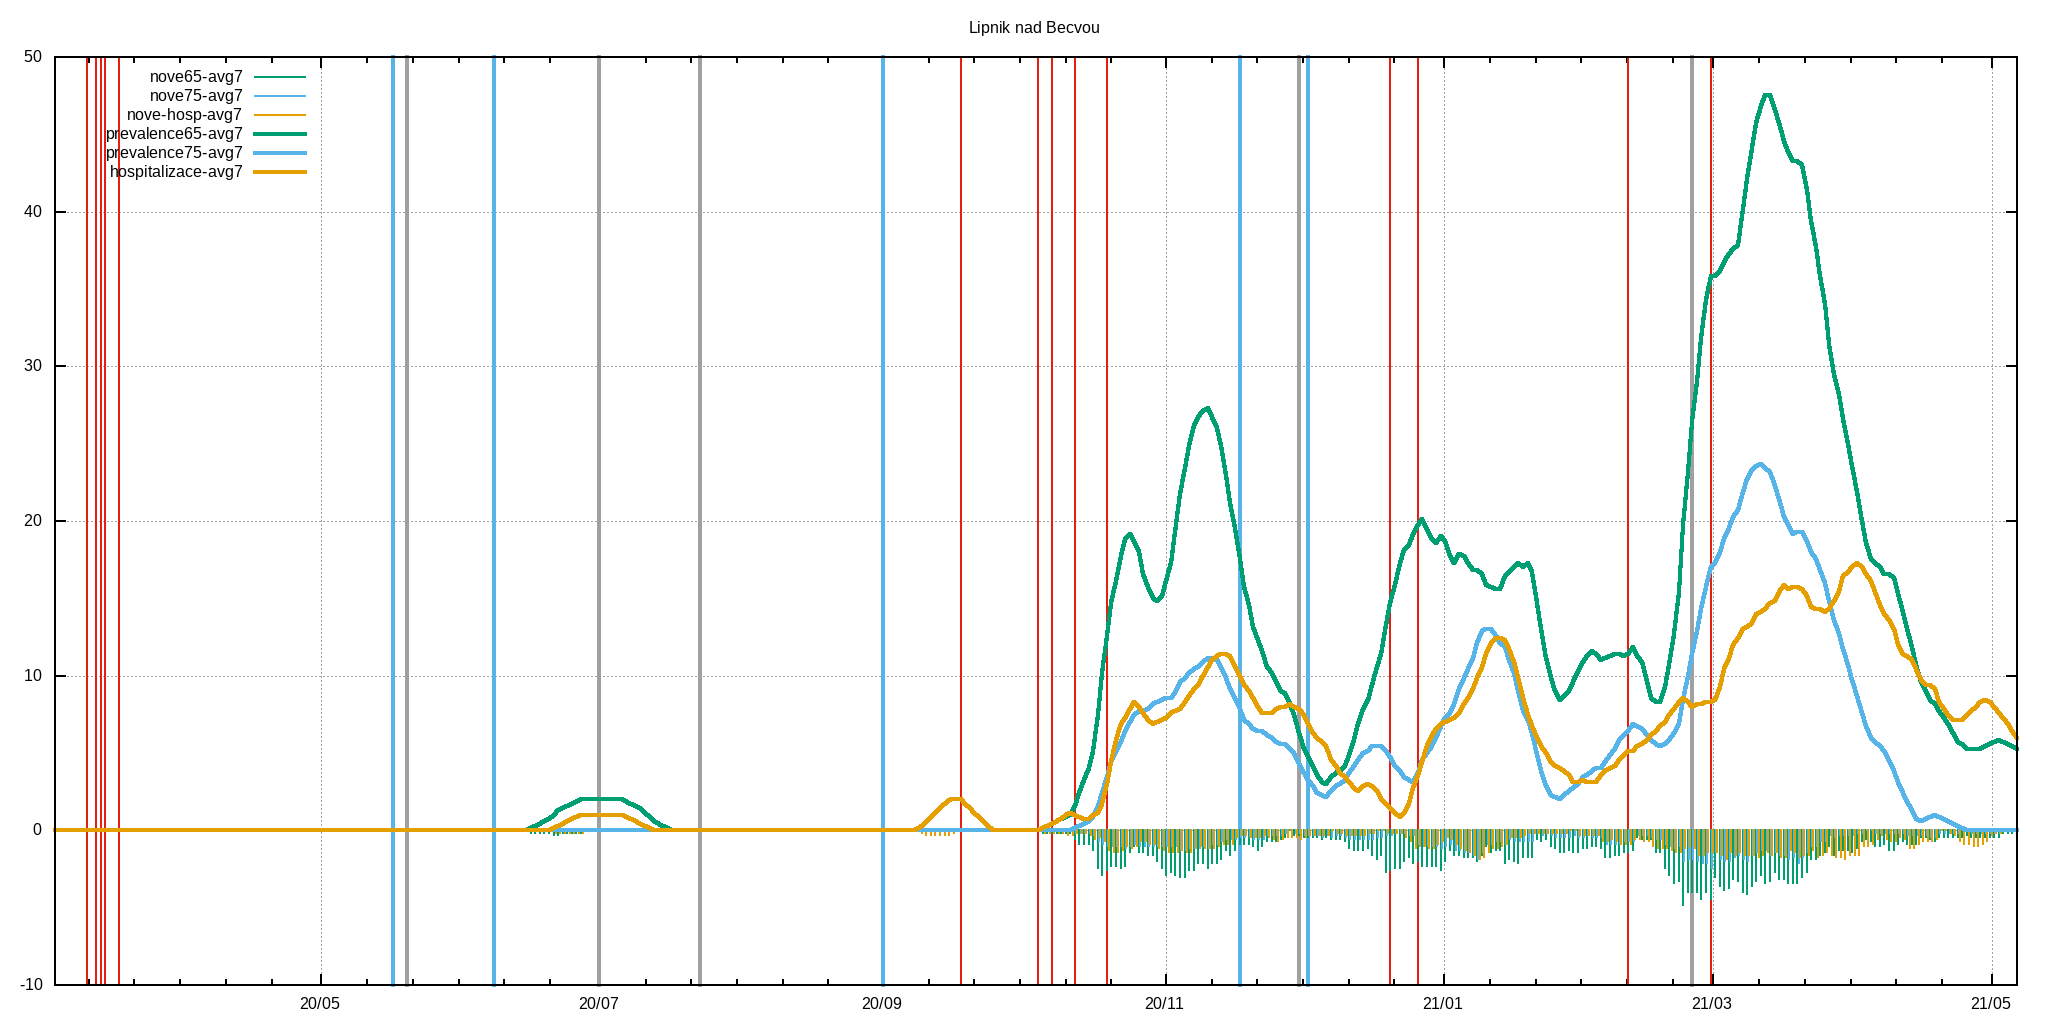 Lipnik nad Becvou
50
nove65-avg7
nove75-avg7
nove-hosp-avg7
prevalence65-avg7
prevalence75-avg7
hospitalizace-avg7
40
30
20
10
0
-10
20/05 20/07 20/09 20/11 21/01 21/03 21/05